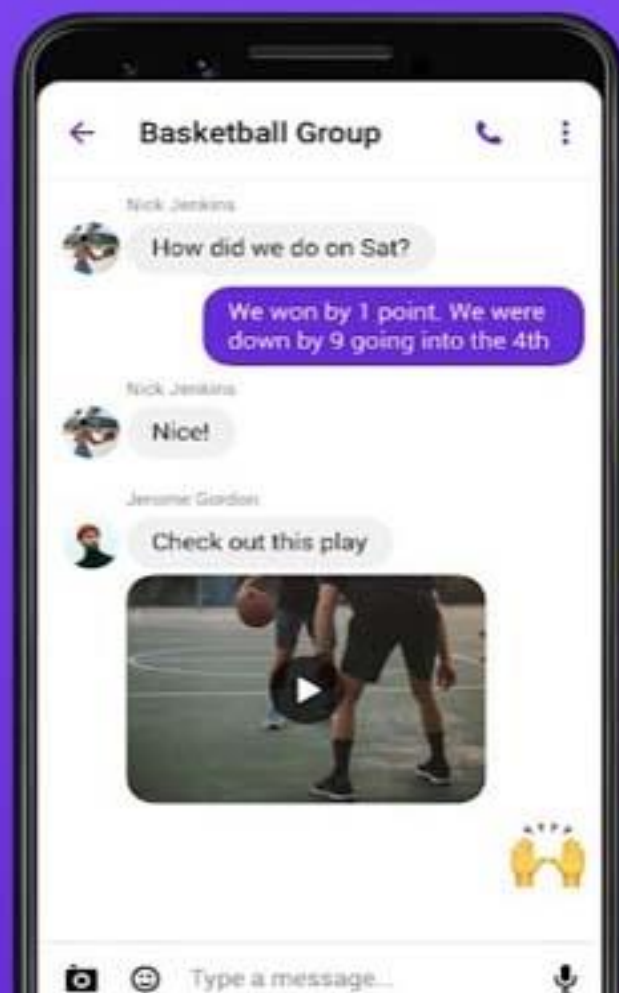 Basketball Group
Nick Jenkins
How did we do on Sat?
We won by 1 point. We were
down by 9 going into the 4th
Nick Jenkins
Nice!
Jerome Gordon
Check out this play
Type a message...